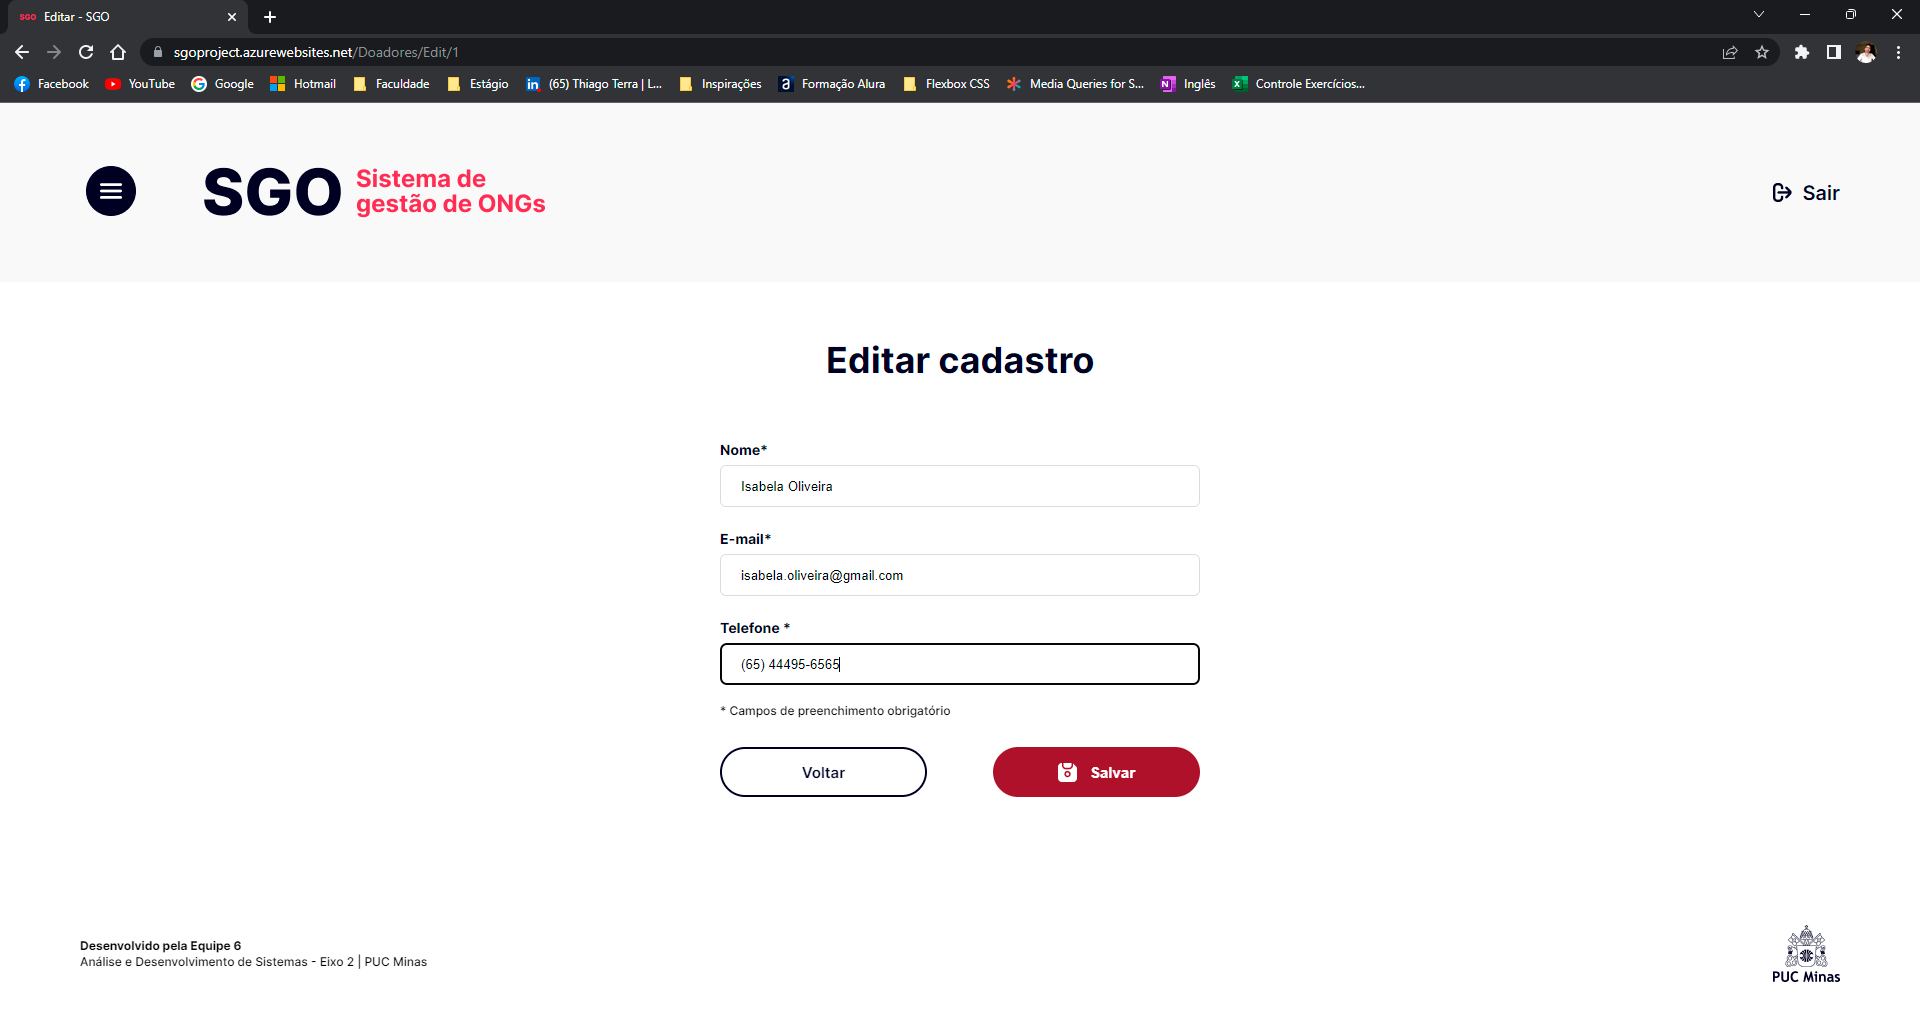 SGO Editar - SGO
sgoproject.azurewebsites.net/Doadores/Edit/1
Facebook YouTube Google Hotmail Faculdade Estágio in (65) Thiago Terra | L... Inspirações a Formação Alura Flexbox CSS Media Queries for S... N Inglês X Controle Exercícios...
SGO
Sistema de
gestão de ONGs
Sair
Editar cadastro
Nome*
Isabela Oliveira
E-mail*
isabela.oliveira@gmail.com
Telefone *
(65) 44495-6565
* Campos de preenchimento obrigatório
Voltar
Salvar
Desenvolvido pela Equipe 6
Análise e Desenvolvimento de Sistemas - Eixo 2 | PUC Minas
PUC Minas